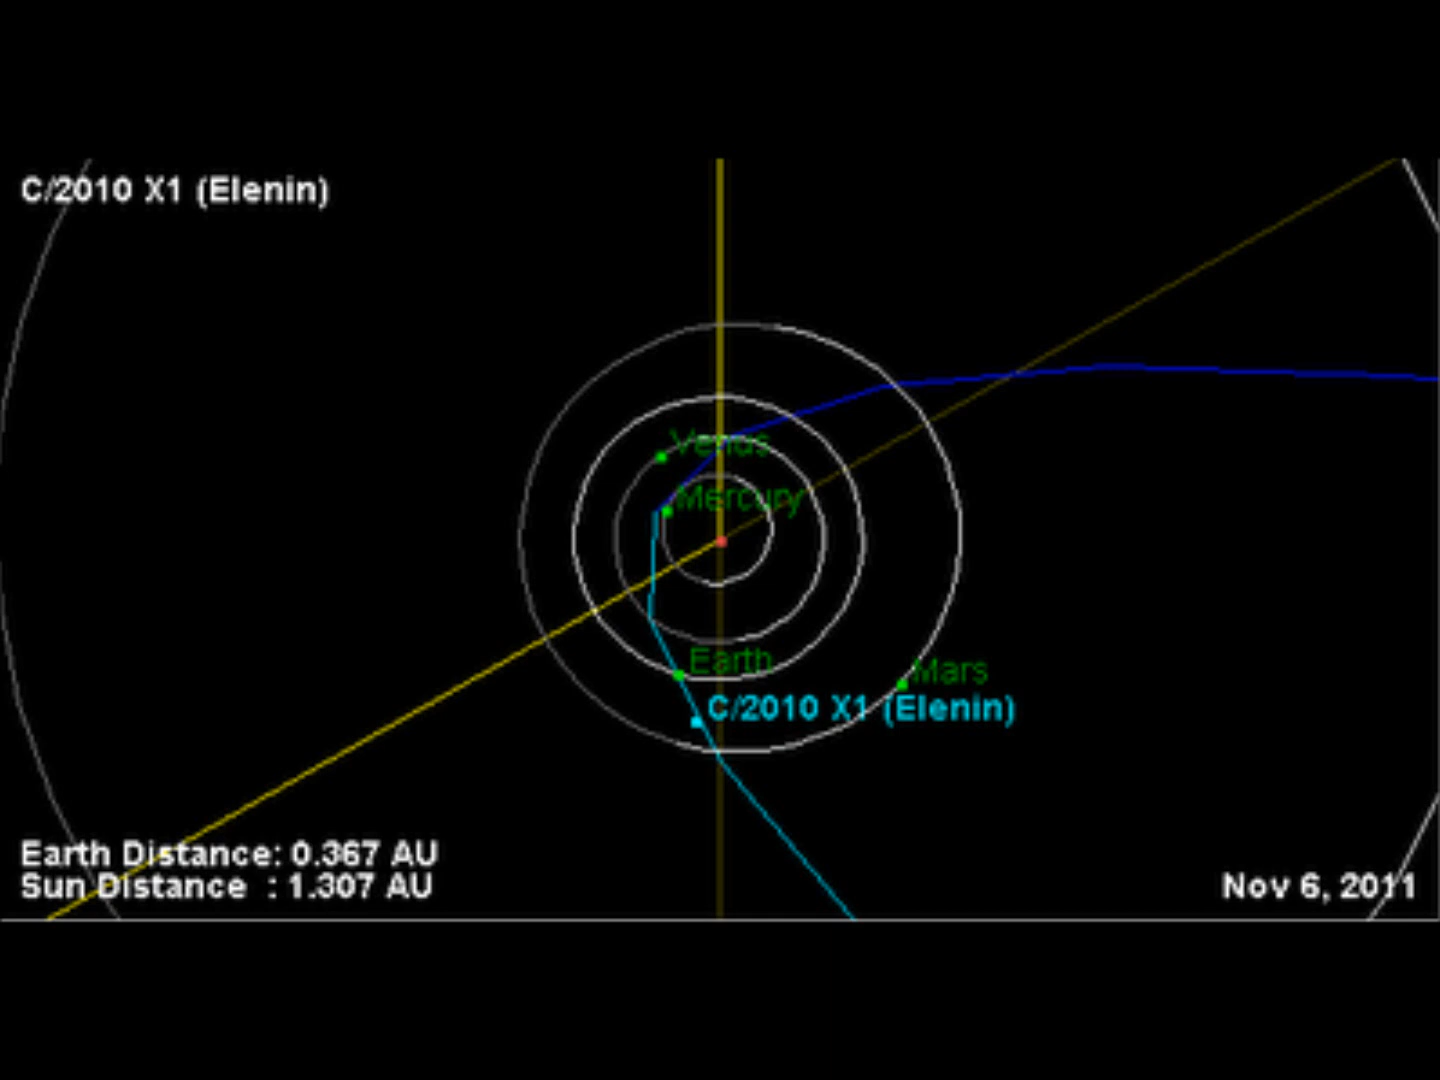 C/2010 X1 (Elenin)
Venus
Mercury
Earth
Mars
C/2010 X1 (Elenin)
Earth Distance: 0.367 AU
Sun Distance : 1.307 AU
Nov 6, 2011